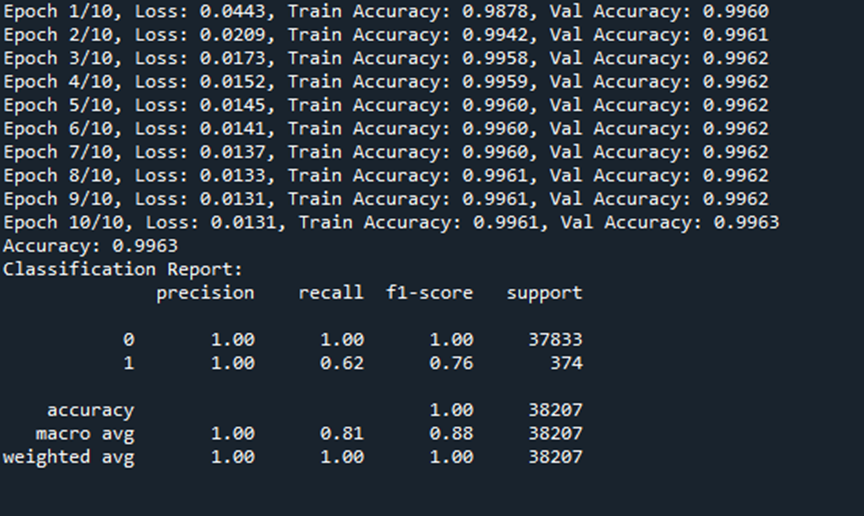 Epoch 1/10, Loss: 0.0443, Train Accuracy: 0.9878, Val Accuracy: 0.9960
Epoch 2/10, Loss: 0.0209, Train Accuracy: 0.9942, Val Accuracy: 0.9961
Epoch 3/10, Loss: 0.0173, Train Accuracy: 0.9958, Val Accuracy: 0.9962
Epoch 4/10, Loss: 0.0152, Train Accuracy: 0.9959, Val Accuracy: 0.9962
Epoch 5/10, Loss: 0.0145, Train Accuracy: 0.9960, Val Accuracy: 0.9962
Epoch 6/10, Loss: 0.0141, Train Accuracy: 0.9960, Val Accuracy: 0.9962
Epoch 7/10, Loss: 0.0137, Train Accuracy: 0.9960, Val Accuracy: 0.9962
Epoch 8/10, Loss: 0.0133, Train Accuracy: 0.9961, Val Accuracy: 0.9962
Epoch 9/10, Loss: 0.0131, Train Accuracy: 0.9961, Val Accuracy: 0.9962
Epoch 10/10, Loss: 0.0131, Train Accuracy: 0.9961, Val Accuracy: 0.9963
Accuracy: 0.9963
Classification Report:
precision recall f1-score support
0 1.00 1.00 1.00 37833
1 1.00 0.62 0.76 374
accuracy 1.00 38207
macro avg 1.00 0.81 0.88 38207
weighted avg 1.00 1.00 1.00 38207